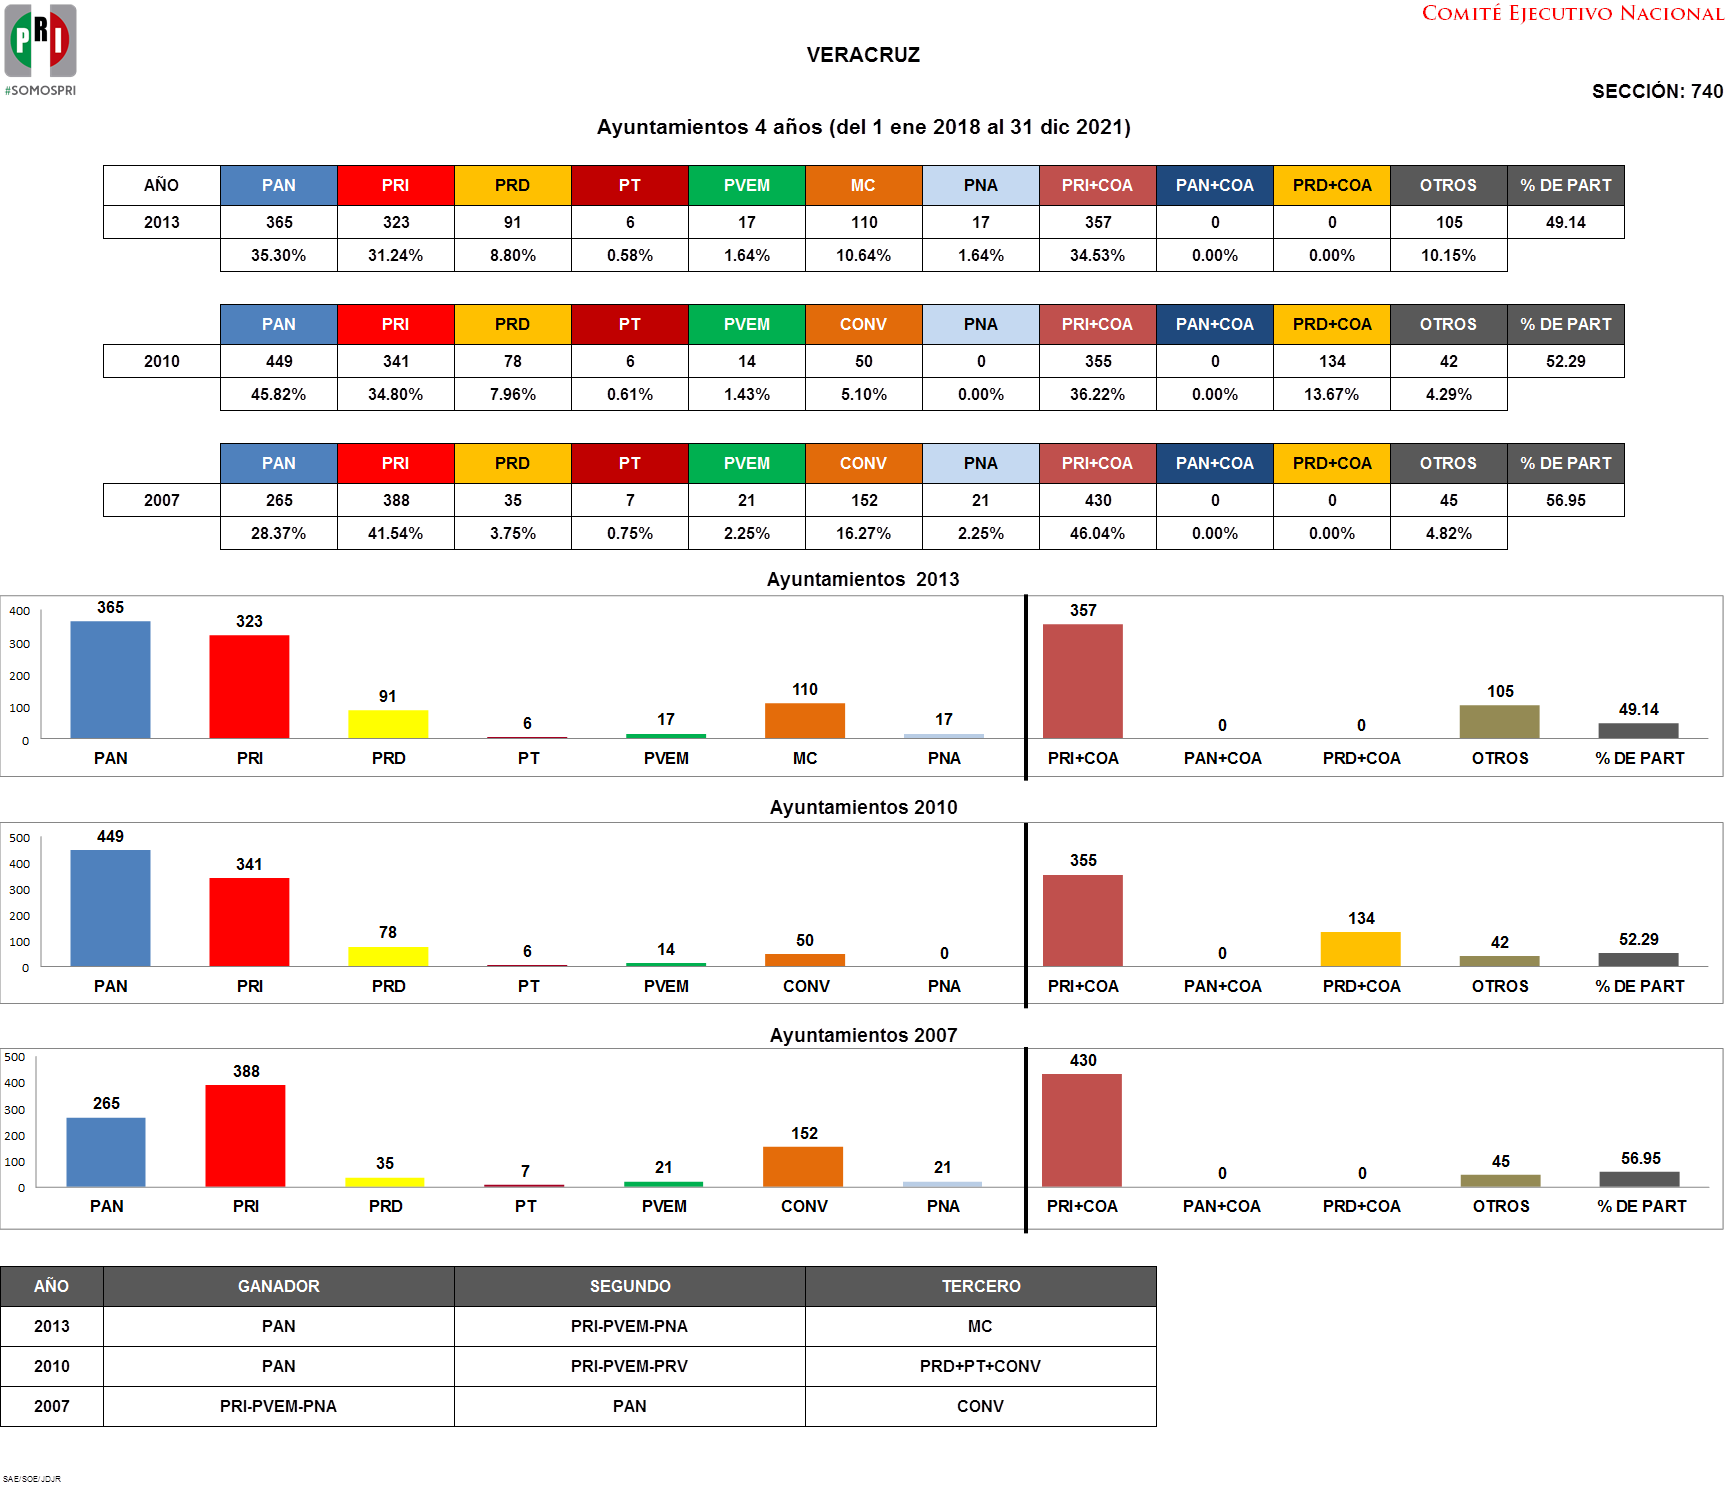 COMITÉ EJECUTIVO NACIONAL
PRI
#SOMOSPRI
VERACRUZ
SECCIÓN: 740
Ayuntamientos 4 años (del 1 ene 2018 al 31 dic 2021)
AÑO PAN PRI PRD PT PVEM MC PNA PRI+COA PAN+COA PRD+COA OTROS % DE PART
2013 365 323 91 6 17 110 17 357 0 0 105 49.14
35.30% 31.24% 8.80% 0.58% 1.64% 10.64% 1.64% 34.53% 0.00% 0.00% 10.15%
PAN PRI PRD PT PVEM CONV PNA PRI+COA PAN+COA PRD+COA OTROS % DE PART
2010 449 341 78 6 14 50 0 355 0 134 42 52.29
45.82% 34.80% 7.96% 0.61% 1.43% 5.10% 0.00% 36.22% 0.00% 13.67% 4.29%
PAN PRI PRD PT PVEM CONV PNA PRI+COA PAN+COA PRD+COA OTROS % DE PART
2007 265 388 35 7 21 152 21 430 0 0 45 56.95
28.37% 41.54% 3.75% 0.75% 2.25% 16.27% 2.25% 46.04% 0.00% 0.00% 4.82%
Ayuntamientos 2013
400
300
200
100
0
365 323 91 6 17 110 17 357 0 0 105 49.14
PAN PRI PRD PT PVEM MC PNA PRI+COA PAN+COA PRD+COA OTROS % DE PART
Ayuntamientos 2010
500
400
300
200
100
0
449 341 78 6 14 50 0 355 0 134 42 52.29
PAN PRI PRD PT PVEM CONV PNA PRI+COA PAN+COA PRD+COA OTROS % DE PART
Ayuntamientos 2007
500
400
300
200
100
0
265 388 35 7 21 152 21 430 0 0 45 56.95
PAN PRI PRD PT PVEM CONV PNA PRI+COA PAN+COA PRD+COA OTROS % DE PART
AÑO GANADOR SEGUNDO TERCERO
2013 PAN PRI-PVEM-PNA MC
2010 PAN PRI-PVEM-PRV PRD+PT+CONV
2007 PRI-PVEM-PNA PAN CONV
SAE/SOE/JDJR